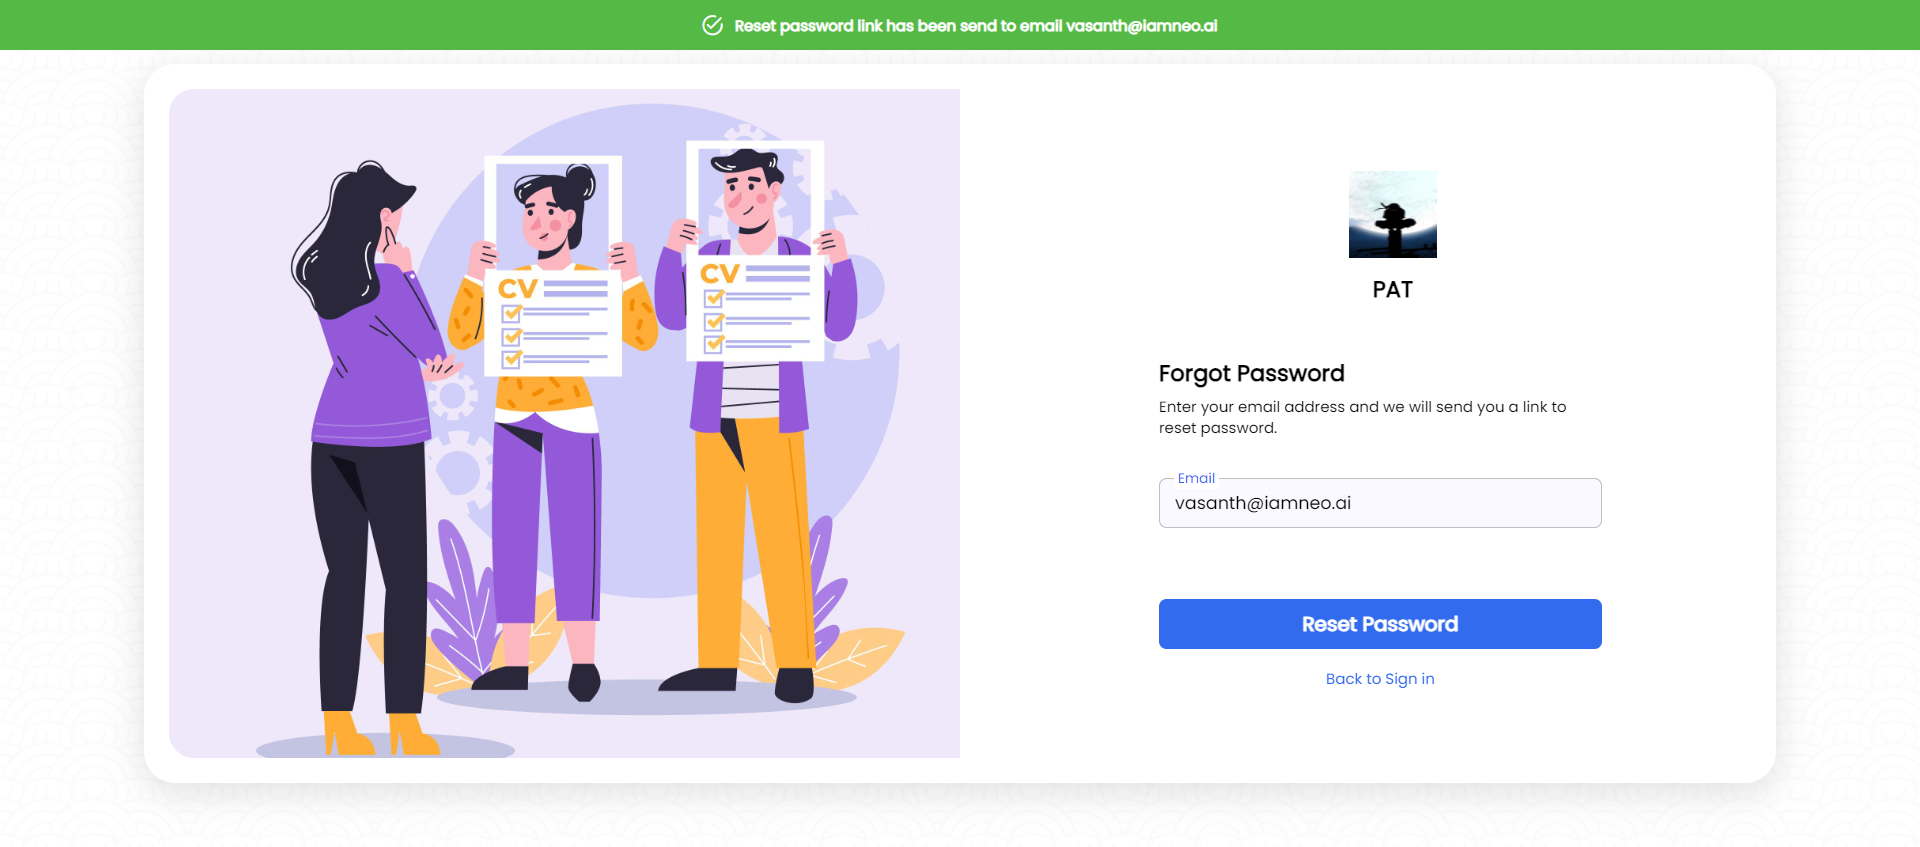 Reset password link has been send to email vasanth@iamneo.ai
CV
CV
PAT
Forgot Password
Enter your email address and we will send you a link to
reset password.
Email
vasanth@iamneo.ai
Reset Password
Back to Sign in